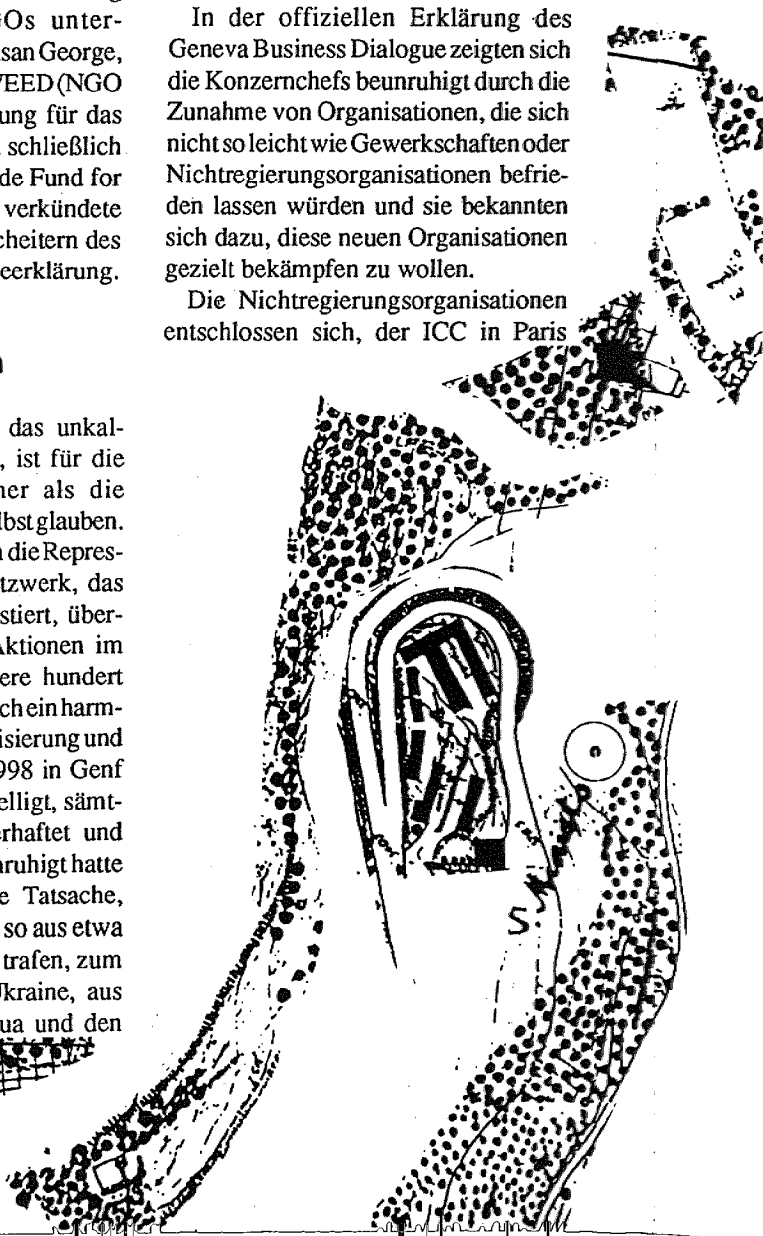 Os unter-
san George,
EED (NGO
ung für das
schließlich
de Fund for
verkündete
cheitern des
eerklärung.
das unkal-
, ist für die
her als die
lbst glauben.
die Repres-
tzwerk, das
stiert, über-
Aktionen im
ere hundert
ch ein harm-
isierung und
998 in Genf
elligt, sämt-
rhaftet und
ruhigt hatte
e Tatsache,
so aus etwa
trafen, zum
Ukraine, aus
ua und den
In der offiziellen Erklärung des
Geneva Business Dialogue zeigten sich
die Konzernchefs beunruhigt durch die
Zunahme von Organisationen, die sich
nicht so leicht wie Gewerkschaften oder
Nichtregierungsorganisationen befrie-
den lassen würden und sie bekannten
sich dazu, diese neuen Organisationen
gezielt bekämpfen zu wollen.
Die Nichtregierungsorganisationen
entschlossen sich, der ICC in Paris